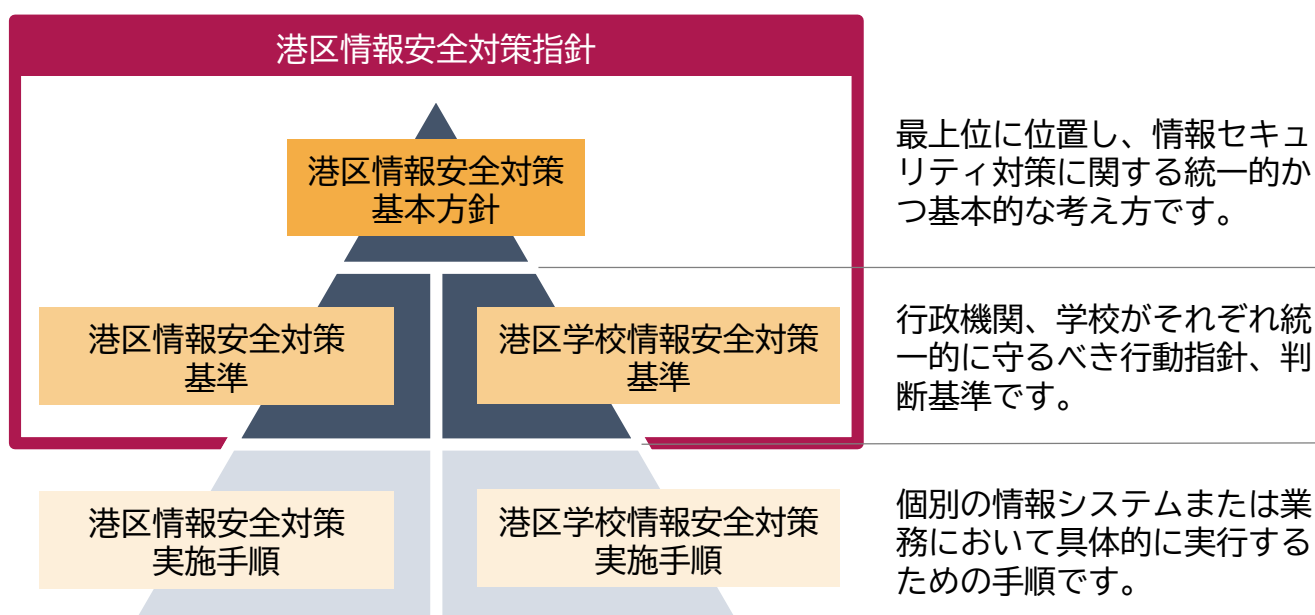 港区情報安全対策指針
港区情報安全対策
基本方針
最上位に位置し、情報セキュ
リティ対策に関する統一的か
つ基本的な考え方です。
港区情報安全対策
基準
港区学校情報安全対策
基準
行政機関、学校がそれぞれ統
一的に守るべき行動指針、判
断基準です。
港区情報安全対策
実施手順
港区学校情報安全対策
実施手順
個別の情報システムまたは業
務において具体的に実行する
ための手順です。